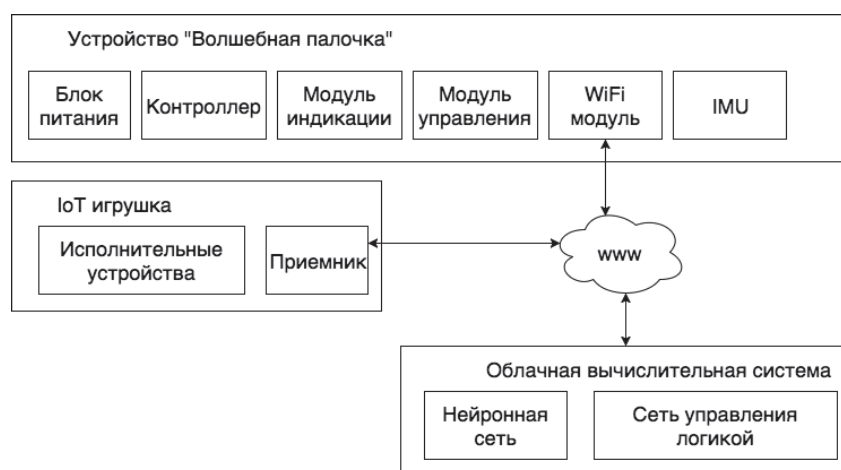 Устройство "Волшебная палочка"
Блок
питания
Контроллер
Модуль
индикации
Модуль
управления
WiFi
модуль
IMU
IoT игрушка
Исполнительные
устройства
Приемник
www
Облачная вычислительная система
Нейронная
сеть
Сеть управления
логикой